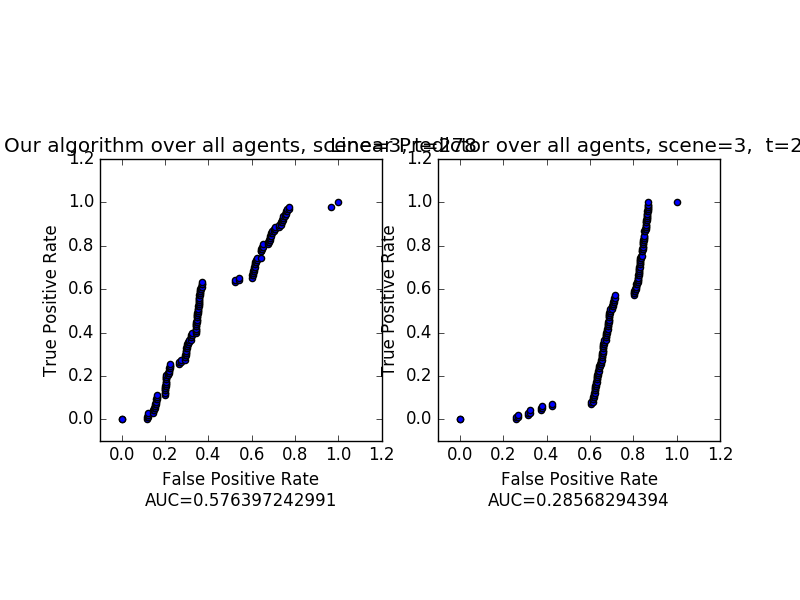 Our algorithm over all agents, scene=3, t=278
Linear Predictor over all agents, scene=3,  t=2
1.2
1.0
0.8
0.6
0.4
0.2
0.0
True Positive Rate
0.0 0.2 0.4 0.6 0.8 1.0 1.2
False Positive Rate
AUC=0.576397242991
1.2
1.0
0.8
0.6
0.4
0.2
0.0
True Positive Rate
0.0 0.2 0.4 0.6 0.8 1.0 1.2
False Positive Rate
AUC=0.28568294394